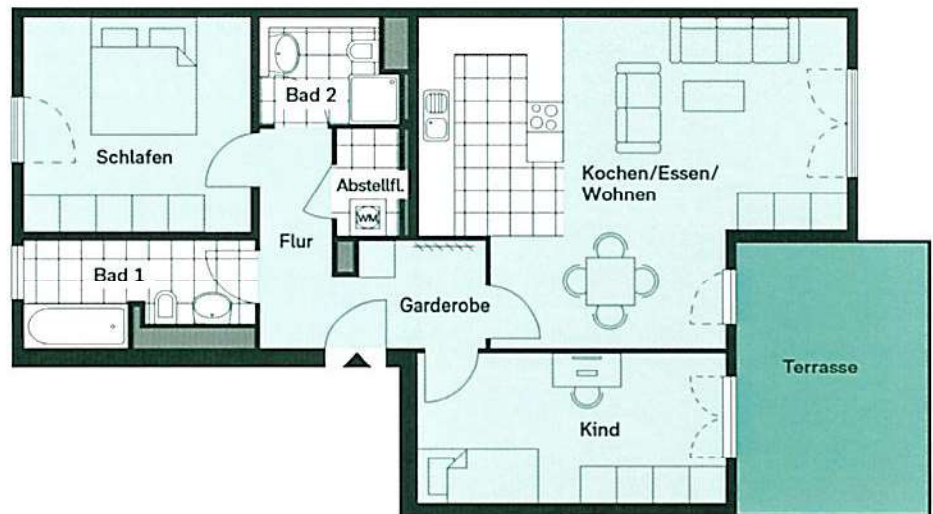 Bad 2
Schlafen
Abstellfl.
WM
Kochen/Essen/
Wohnen
Flur
Bad 1
Garderobe
Terrasse
Kind